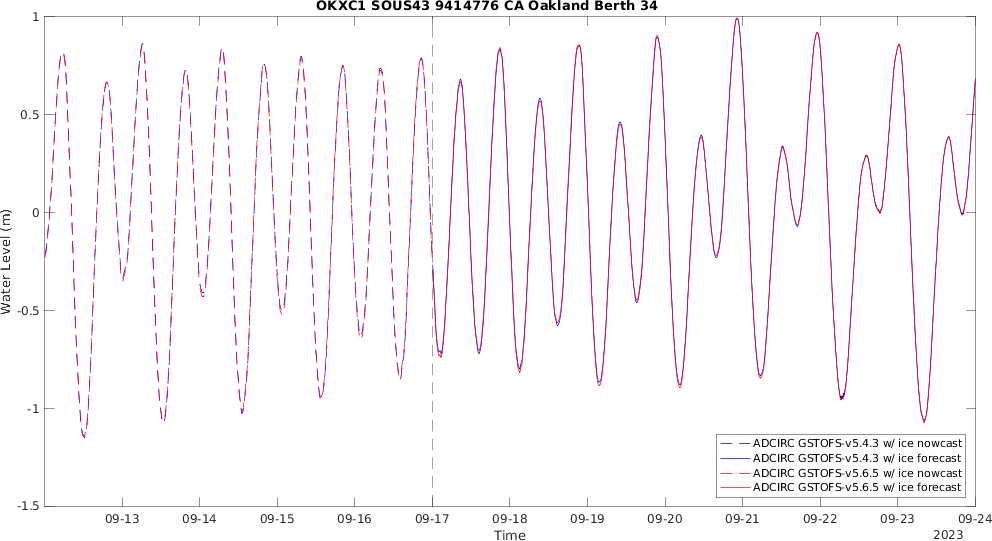 OKXC1 SOUS43 9414776 CA Oakland Berth 34
1
0.5
0
-0.5
-1
-1.5
Water Level (m)
ADCIRC GSTOFS-v5.4.3 w/ ice nowcast
ADCIRC GSTOFS-v5.4.3 w/ ice forecast
ADCIRC GSTOFS-v5.6.5 w/ ice nowcast
ADCIRC GSTOFS-v5.6.5 w/ ice forecast
09-13 09-14 09-15 09-16 09-17 09-18 09-19 09-20 09-21 09-22 09-23 09-24
Time
2023